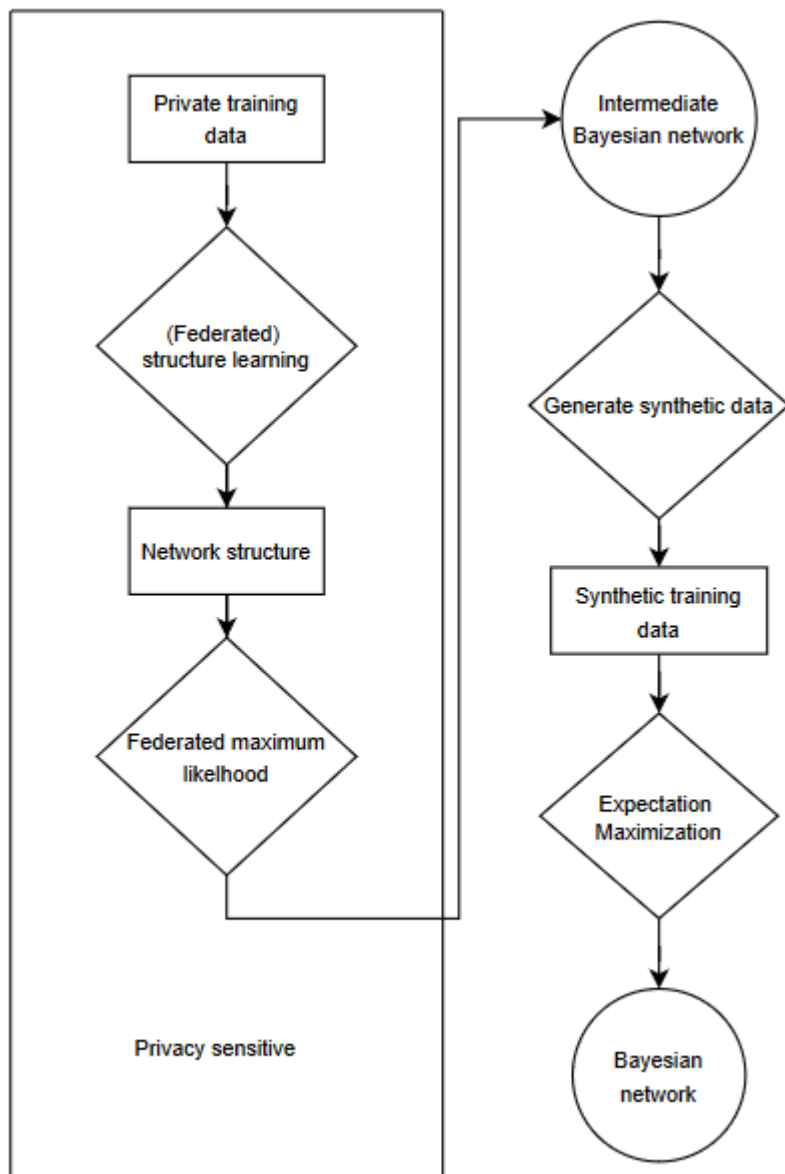 Private training
data
(Federated)
structure learning
Network structure
Federated maximum
likelhood
Privacy sensitive
Intermediate
Bayesian network
Generate synthetic data
Synthetic training
data
Expectation
Maximization
Bayesian
network